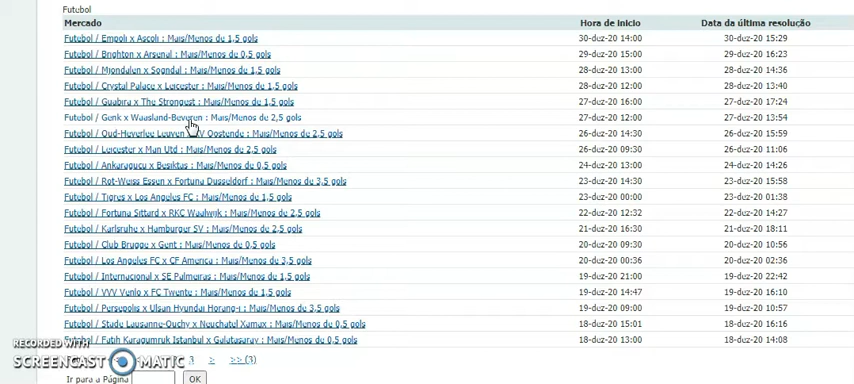 Futebol
Mercado Hora de início Data da última resolução
Futebol / Empoli x Ascoli : Mais/Menos de 1,5 gols 30-dez-20 14:00 30-dez-20 15:29
Futebol / Brighton x Arsenal : Mais/Menos de 0,5 gols 29-dez-20 15:00 29-dez-20 16:23
Futebol / Mjondalen x Sogndal : Mais/Menos de 1,5 gols 28-dez-20 13:00 28-dez-20 14:36
Futebol / Crystal Palace x Leicester : Mais/Menos de 1,5 gols 28-dez-20 12:00 28-dez-20 13:40
Futebol / Guabira x The Strongest : Mais/Menos de 1,5 gols 27-dez-20 16:00 27-dez-20 17:24
Futebol / Genk x Waasland-Beveren : Mais/Menos de 2,5 gols 27-dez-20 12:00 27-dez-20 13:54
Futebol / Oud-Heverlee Leuven x KV Oostende : Mais/Menos de 2,5 gols 26-dez-20 14:30 26-dez-20 15:59
Futebol / Leicester x Man Utd : Mais/Menos de 2,5 gols 26-dez-20 09:30 26-dez-20 11:06
Futebol / Ankaragucu x Besiktas : Mais/Menos de 0,5 gols 24-dez-20 13:00 24-dez-20 14:26
Futebol / Rot-Weiss Essen x Fortuna Dusseldorf : Mais/Menos de 3,5 gols 23-dez-20 14:30 23-dez-20 15:58
Futebol / Tigres x Los Angeles FC : Mais/Menos de 1,5 gols 23-dez-20 00:00 23-dez-20 01:38
Futebol / Fortuna Sittard x RKC Waalwijk : Mais/Menos de 2,5 gols 22-dez-20 12:32 22-dez-20 14:27
Futebol / Karlsruhe x Hamburger SV : Mais/Menos de 2,5 gols 21-dez-20 16:30 21-dez-20 18:11
Futebol / Club Brugge x Gent : Mais/Menos de 0,5 gols 20-dez-20 09:30 20-dez-20 10:56
Futebol / Los Angeles FC x CF America : Mais/Menos de 3,5 gols 20-dez-20 00:36 20-dez-20 02:36
Futebol / Internacional x SE Palmeiras : Mais/Menos de 1,5 gols 19-dez-20 21:00 19-dez-20 22:42
Futebol / VVV Venlo x FC Twente : Mais/Menos de 1,5 gols 19-dez-20 14:47 19-dez-20 16:10
Futebol / Persepolis x Ulsan Hyundai Horang-i : Mais/Menos de 3,5 gols 19-dez-20 09:00 19-dez-20 10:57
Futebol / Stade Lausanne-Ouchy x Neuchatel Xamax : Mais/Menos de 0,5 gols 18-dez-20 15:01 18-dez-20 16:16
Futebol / Fatih Karagumruk Istanbul x Galatasaray : Mais/Menos de 0,5 gols 18-dez-20 13:00 18-dez-20 14:08
RECORDED WITH
SCREENCAST MATIC
3 > >> (3)
Ir para a Página OK